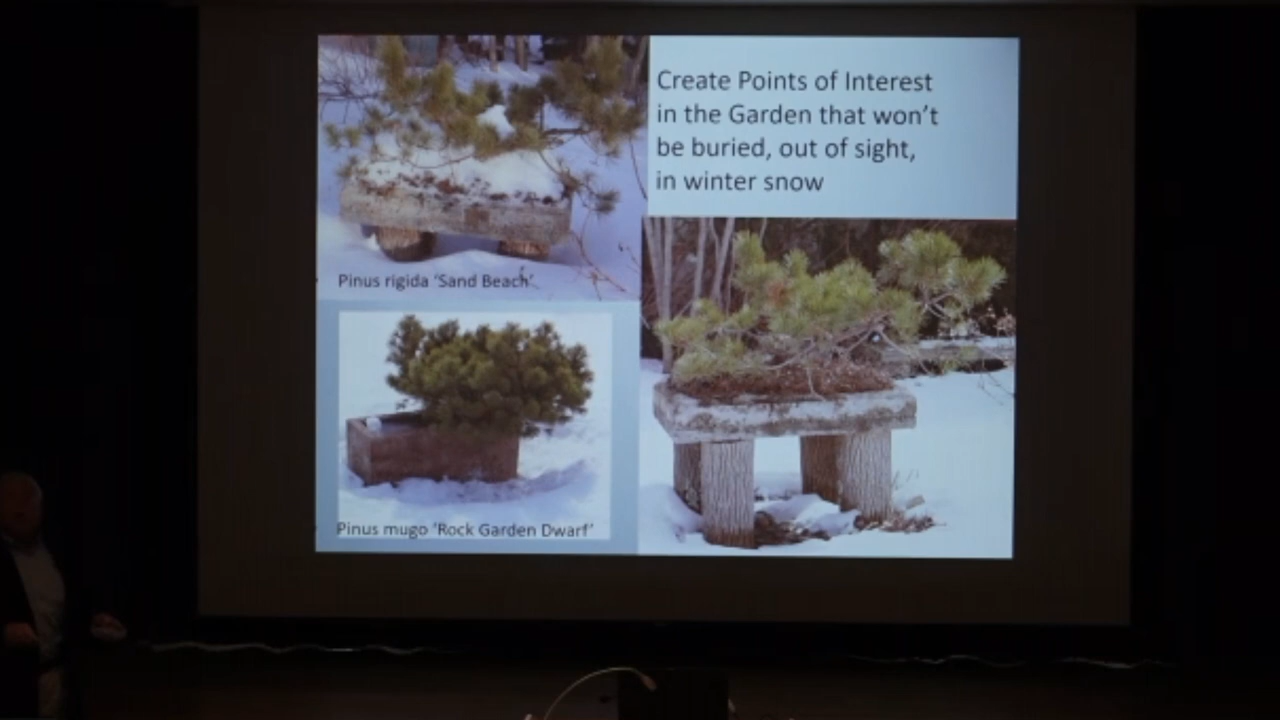 Create Points of Interest
in the Garden that won't
be buried, out of sight,
in winter snow
Pinus rigida 'Sand Beach'
Pinus mugo 'Rock Garden Dwarf'